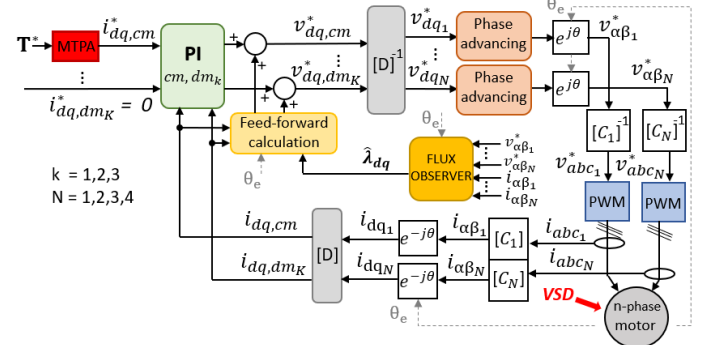 T* MTPA i*dq,cm
PI
cm, dmk
⋮
i*dq,dmK = 0
+ + + +
v*dq,cm
⋮
v*dq,dmK
[D]-1
v*dq1
⋮
v*dqN
Phase advancing
Phase advancing
θe
ejθ
ejθ
v*αβ1
v*αβN
[C1]-1
[CN]-1
v*abc1 v*abcN
PWM PWM
Feed-forward calculation
θe
λ̂dq
θe
FLUX OBSERVER
v*αβ1
⋮
v*αβN
iαβ1
⋮
iαβN
k = 1,2,3
N = 1,2,3,4
idq,cm
idq,dmK
[D]
idq1
idqN
e-jθ
e-jθ
θe
iαβ1
iαβN
[C1]
[CN]
iabc1
iabcN
VSD
n-phase motor